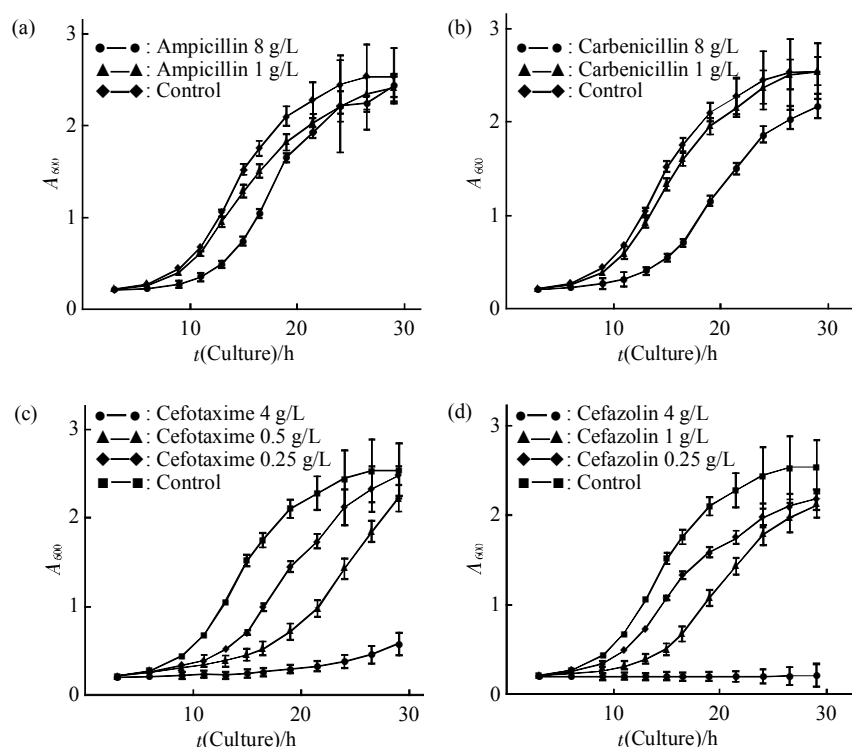 (a)
●–●: Ampicillin 8 g/L
▲–▲: Ampicillin 1 g/L
◆–◆: Control
3
2
1
0
A600
10
20
30
t(Culture)/h
(b)
●–●: Carbenicillin 8 g/L
▲–▲: Carbenicillin 1 g/L
◆–◆: Control
3
2
1
0
A600
10
20
30
t(Culture)/h
(c)
●–●: Cefotaxime 4 g/L
▲–▲: Cefotaxime 0.5 g/L
◆–◆: Cefotaxime 0.25 g/L
■–■: Control
3
2
1
0
A600
10
20
30
t(Culture)/h
(d)
●–●: Cefazolin 4 g/L
▲–▲: Cefazolin 1 g/L
◆–◆: Cefazolin 0.25 g/L
■–■: Control
3
2
1
0
A600
10
20
30
t(Culture)/h